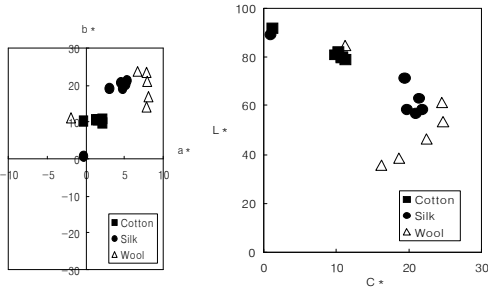 b *
30
20
10
0
a *
-10 -5 0 5 10
-10
-20
-30
■ Cotton
● Silk
△ Wool
100
80
60
40
20
0
L *
0 10 20 30
C *
■ Cotton
● Silk
△ Wool